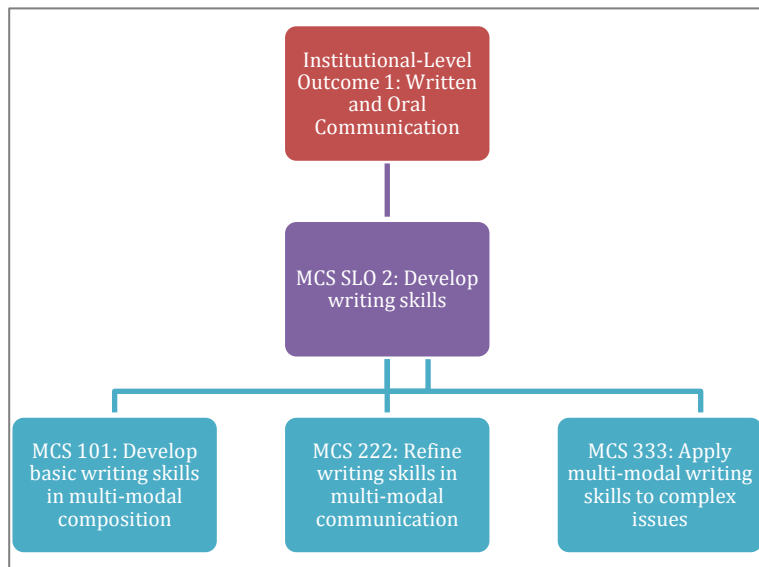 Institutional-Level
Outcome 1: Written
and Oral
Communication
MCS SLO 2: Develop
writing skills
MCS 101: Develop
basic writing skills
in multi-modal
composition
MCS 222: Refine
writing skills in
multi-modal
communication
MCS 333: Apply
multi-modal writing
skills to complex
issues